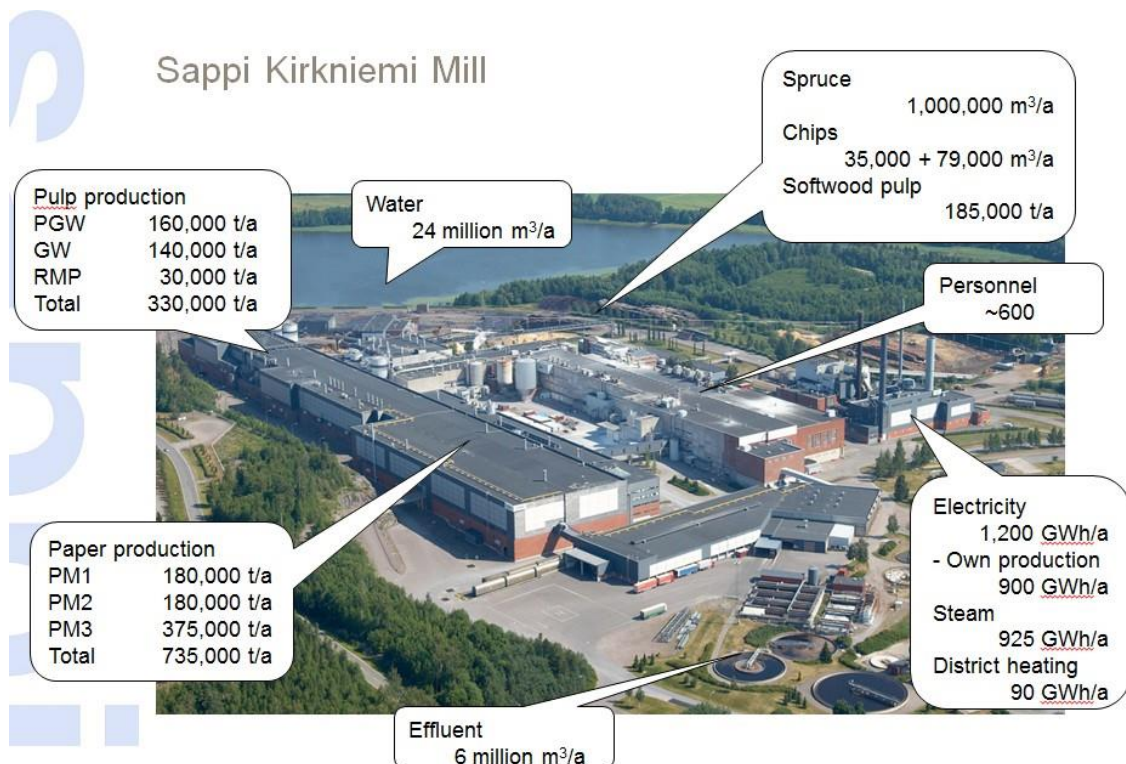 Sappi Kirkniemi Mill
Spruce
1,000,000 m³/a
Chips
35,000 + 79,000 m³/a
Softwood pulp
185,000 t/a
Pulp production
PGW 160,000 t/a
GW 140,000 t/a
RMP 30,000 t/a
Total 330,000 t/a
Water
24 million m³/a
Personnel
~600
Paper production
PM1 180,000 t/a
PM2 180,000 t/a
PM3 375,000 t/a
Total 735,000 t/a
Electricity
1,200 GWh/a
- Own production
900 GWh/a
Steam
925 GWh/a
District heating
90 GWh/a
Effluent
6 million m³/a